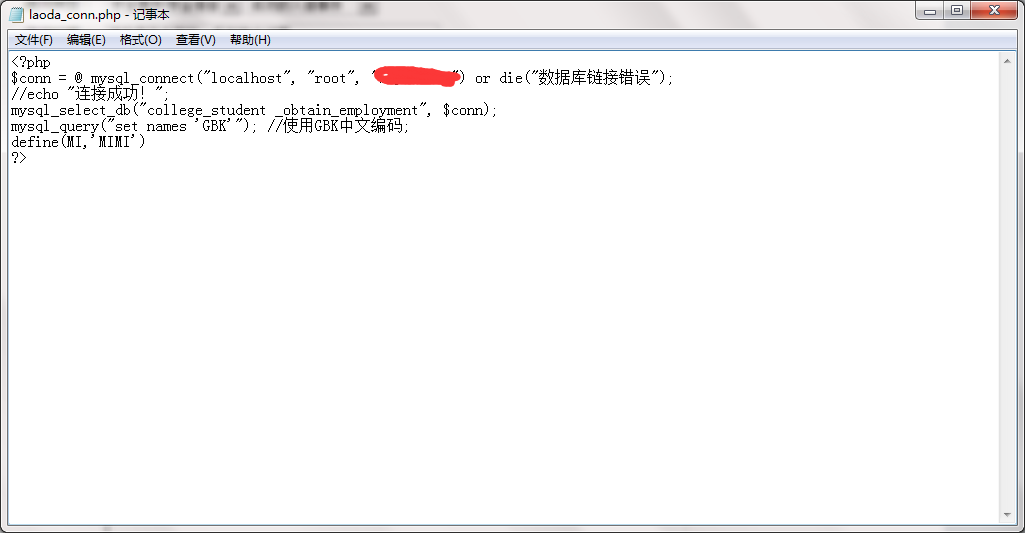 laoda_conn.php - 记事本
文件(F) 编辑(E) 格式(O) 查看(V) 帮助(H)
<?php
$conn = @ mysql_connect("localhost", "root", "") or die("数据库链接错误");
//echo "连接成功！";
mysql_select_db("college_student _obtain_employment", $conn);
mysql_query("set names 'GBK'"); //使用GBK中文编码;
define(MI,'MIMI')
?>